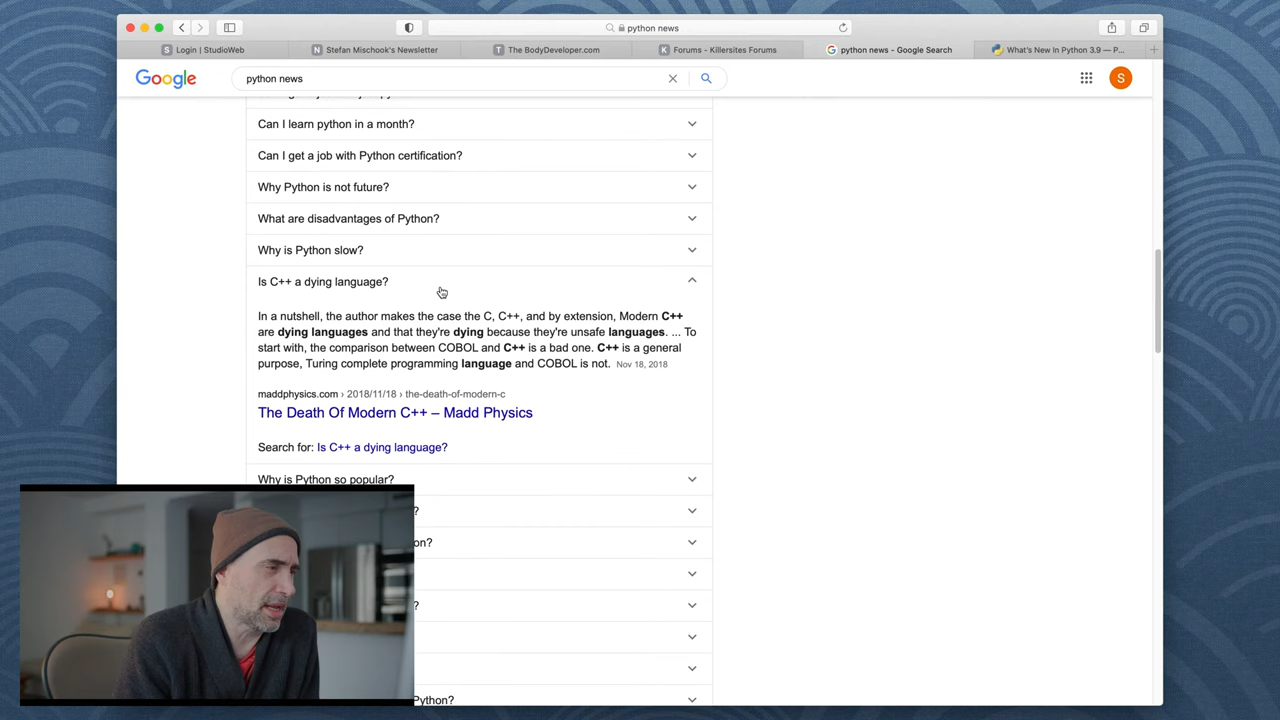 python news
S Login | StudioWeb
N Stefan Mischook's Newsletter
T The BodyDeveloper.com
K Forums - Killersites Forums
G python news - Google Search
What's New In Python 3.9 — P...
Google
python news
S
Can I learn python in a month?
Can I get a job with Python certification?
Why Python is not future?
What are disadvantages of Python?
Why is Python slow?
Is C++ a dying language?
In a nutshell, the author makes the case the C, C++, and by extension, Modern C++
are dying languages and that they're dying because they're unsafe languages. ... To
start with, the comparison between COBOL and C++ is a bad one. C++ is a general
purpose, Turing complete programming language and COBOL is not. Nov 18, 2018
maddphysics.com › 2018/11/18 › the-death-of-modern-c
The Death Of Modern C++ – Madd Physics
Search for: Is C++ a dying language?
Why is Python so popular?
?
on?
?
Python?